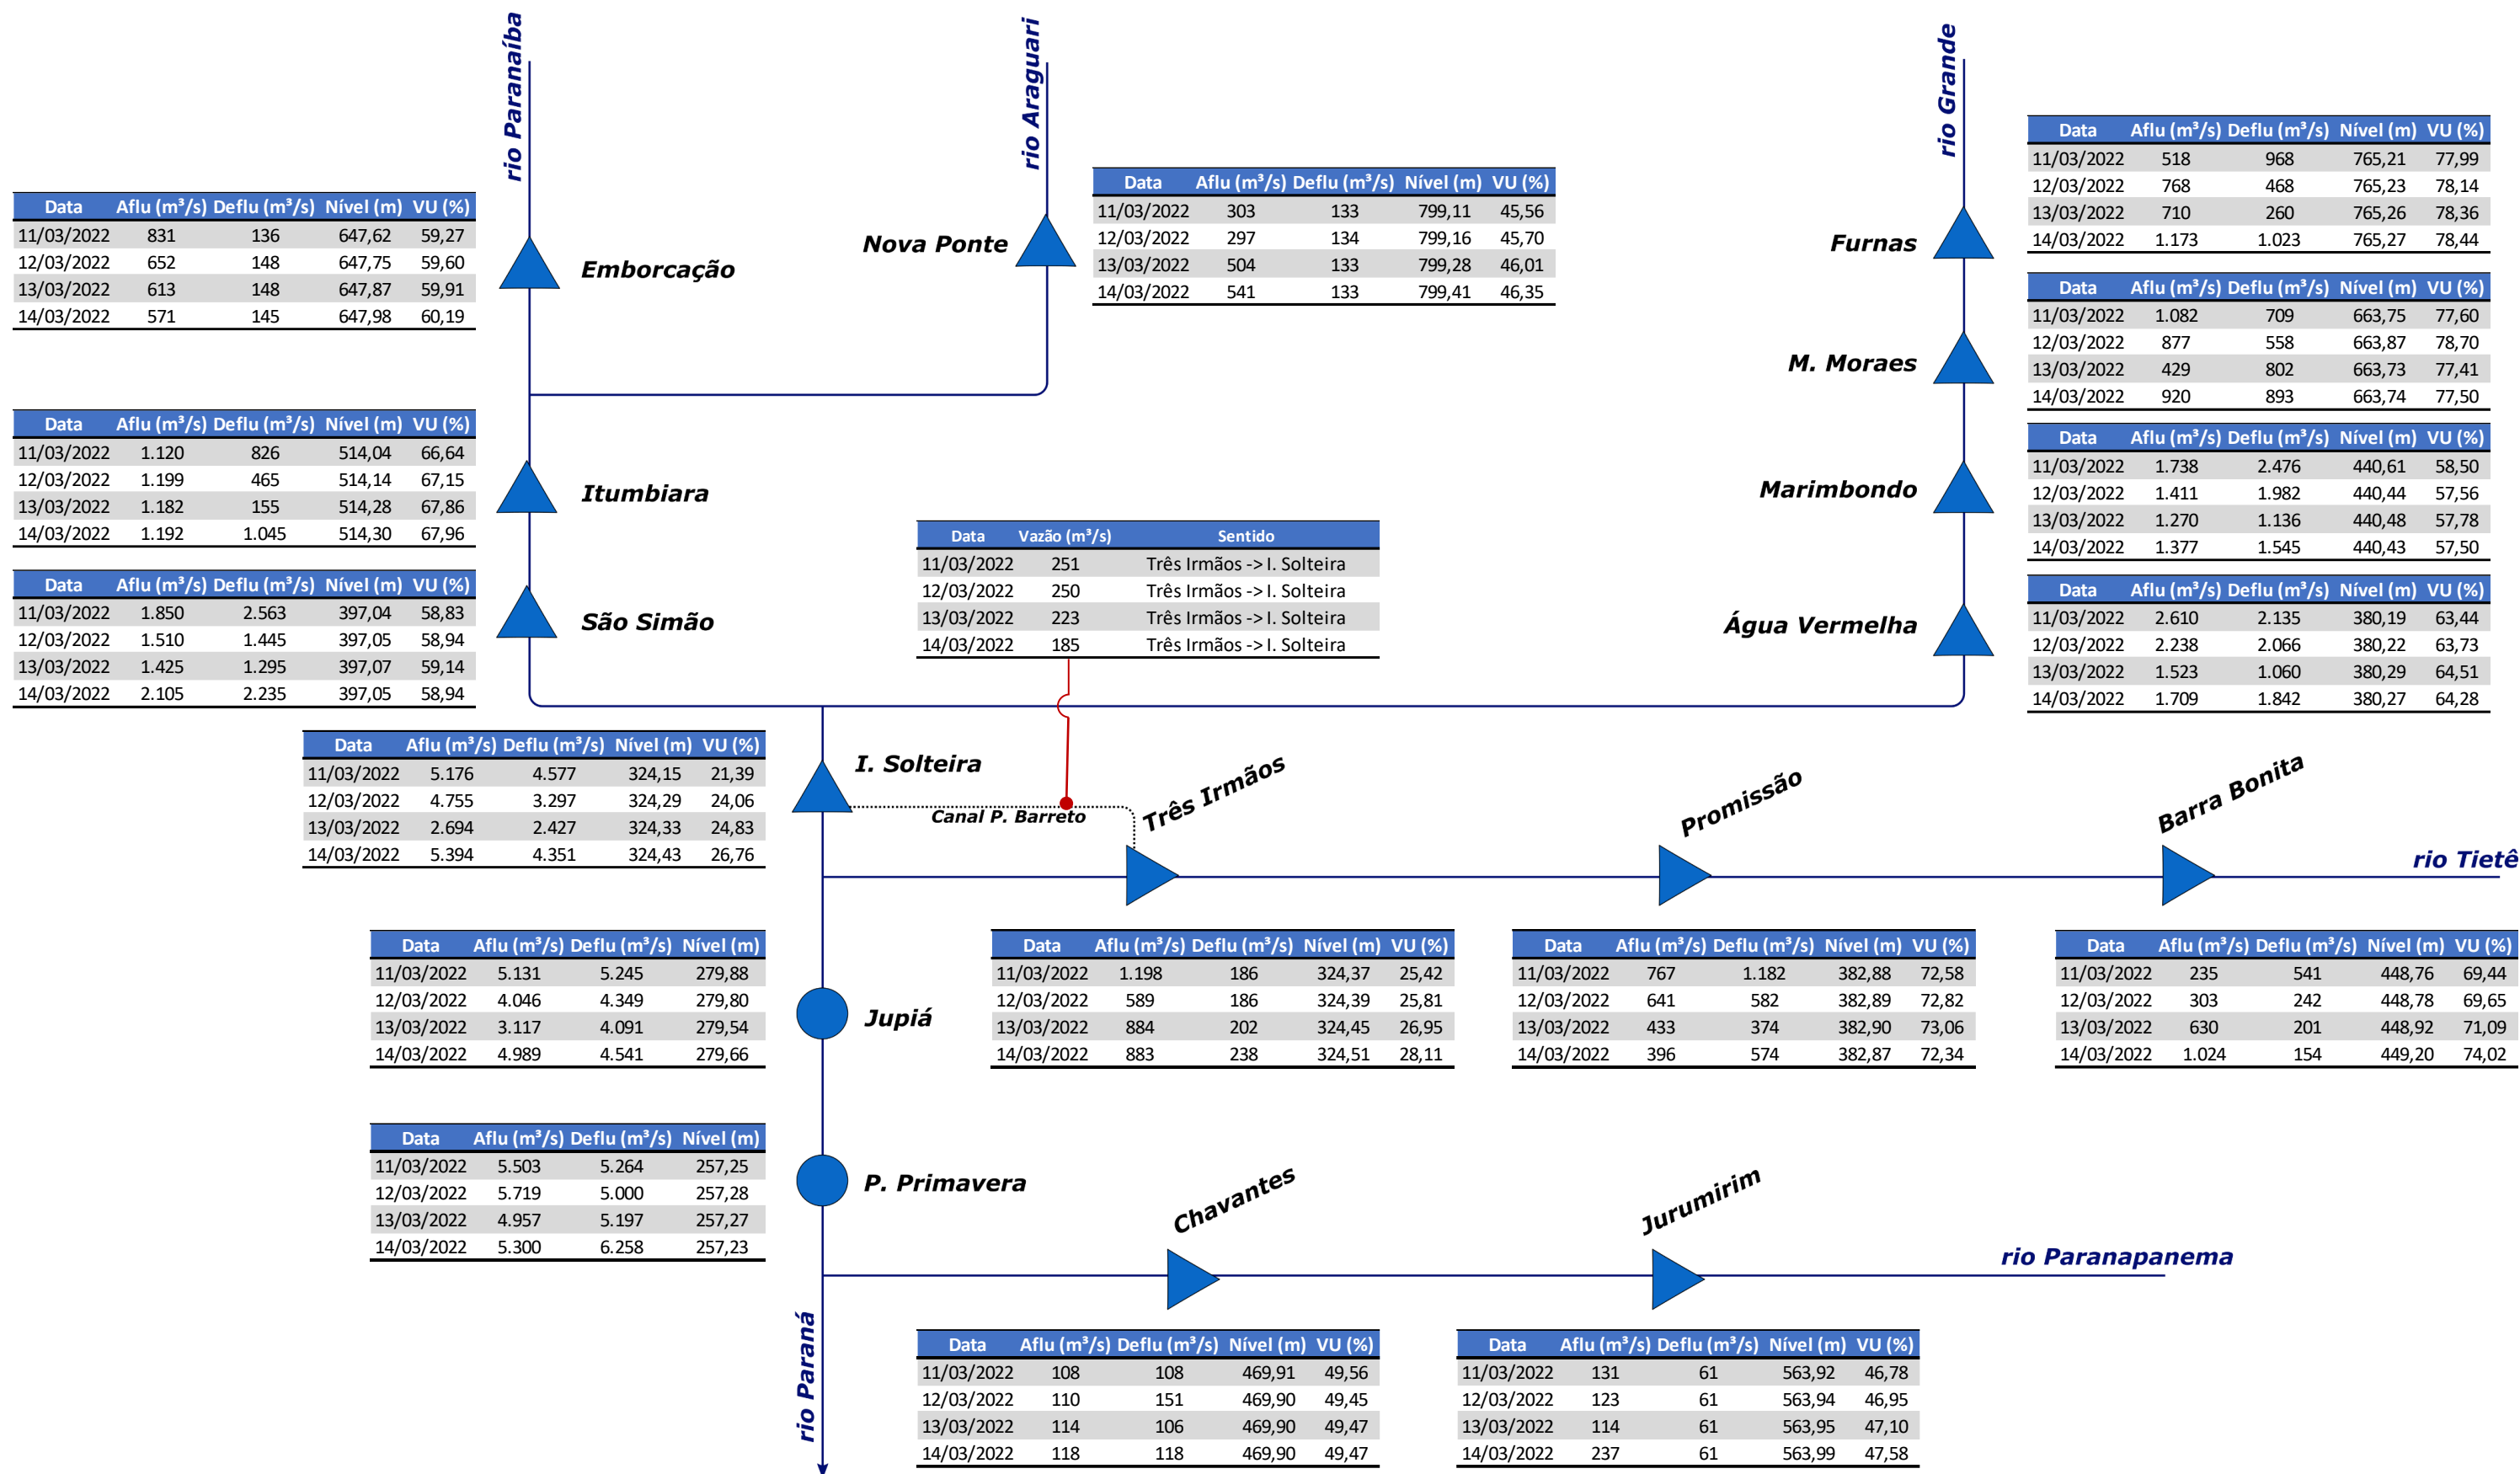 rio Paranaíba
rio Araguari
rio Grande
Data Aflu (m³/s) Deflu (m³/s) Nível (m) VU (%)
11/03/2022 518 968 765,21 77,99
12/03/2022 768 468 765,23 78,14
13/03/2022 710 260 765,26 78,36
14/03/2022 1.173 1.023 765,27 78,44
Furnas
Data Aflu (m³/s) Deflu (m³/s) Nível (m) VU (%)
11/03/2022 303 133 799,11 45,56
12/03/2022 297 134 799,16 45,70
13/03/2022 504 133 799,28 46,01
14/03/2022 541 133 799,41 46,35
Nova Ponte
Data Aflu (m³/s) Deflu (m³/s) Nível (m) VU (%)
11/03/2022 831 136 647,62 59,27
12/03/2022 652 148 647,75 59,60
13/03/2022 613 148 647,87 59,91
14/03/2022 571 145 647,98 60,19
Emborcação
Data Aflu (m³/s) Deflu (m³/s) Nível (m) VU (%)
11/03/2022 1.082 709 663,75 77,60
12/03/2022 877 558 663,87 78,70
13/03/2022 429 802 663,73 77,41
14/03/2022 920 893 663,74 77,50
M. Moraes
Data Aflu (m³/s) Deflu (m³/s) Nível (m) VU (%)
11/03/2022 1.120 826 514,04 66,64
12/03/2022 1.199 465 514,14 67,15
13/03/2022 1.182 155 514,28 67,86
14/03/2022 1.192 1.045 514,30 67,96
Itumbiara
Data Aflu (m³/s) Deflu (m³/s) Nível (m) VU (%)
11/03/2022 1.738 2.476 440,61 58,50
12/03/2022 1.411 1.982 440,44 57,56
13/03/2022 1.270 1.136 440,48 57,78
14/03/2022 1.377 1.545 440,43 57,50
Marimbondo
Data Vazão (m³/s) Sentido
11/03/2022 251 Três Irmãos -> I. Solteira
12/03/2022 250 Três Irmãos -> I. Solteira
13/03/2022 223 Três Irmãos -> I. Solteira
14/03/2022 185 Três Irmãos -> I. Solteira
Data Aflu (m³/s) Deflu (m³/s) Nível (m) VU (%)
11/03/2022 1.850 2.563 397,04 58,83
12/03/2022 1.510 1.445 397,05 58,94
13/03/2022 1.425 1.295 397,07 59,14
14/03/2022 2.105 2.235 397,05 58,94
São Simão
Data Aflu (m³/s) Deflu (m³/s) Nível (m) VU (%)
11/03/2022 2.610 2.135 380,19 63,44
12/03/2022 2.238 2.066 380,22 63,73
13/03/2022 1.523 1.060 380,29 64,51
14/03/2022 1.709 1.842 380,27 64,28
Água Vermelha
Data Aflu (m³/s) Deflu (m³/s) Nível (m) VU (%)
11/03/2022 5.176 4.577 324,15 21,39
12/03/2022 4.755 3.297 324,29 24,06
13/03/2022 2.694 2.427 324,33 24,83
14/03/2022 5.394 4.351 324,43 26,76
I. Solteira
Canal P. Barreto
Três Irmãos
Promissão
Barra Bonita
rio Tietê
Data Aflu (m³/s) Deflu (m³/s) Nível (m)
11/03/2022 5.131 5.245 279,88
12/03/2022 4.046 4.349 279,80
13/03/2022 3.117 4.091 279,54
14/03/2022 4.989 4.541 279,66
Jupiá
Data Aflu (m³/s) Deflu (m³/s) Nível (m) VU (%)
11/03/2022 1.198 186 324,37 25,42
12/03/2022 589 186 324,39 25,81
13/03/2022 884 202 324,45 26,95
14/03/2022 883 238 324,51 28,11
Data Aflu (m³/s) Deflu (m³/s) Nível (m) VU (%)
11/03/2022 767 1.182 382,88 72,58
12/03/2022 641 582 382,89 72,82
13/03/2022 433 374 382,90 73,06
14/03/2022 396 574 382,87 72,34
Data Aflu (m³/s) Deflu (m³/s) Nível (m) VU (%)
11/03/2022 235 541 448,76 69,44
12/03/2022 303 242 448,78 69,65
13/03/2022 630 201 448,92 71,09
14/03/2022 1.024 154 449,20 74,02
Data Aflu (m³/s) Deflu (m³/s) Nível (m)
11/03/2022 5.503 5.264 257,25
12/03/2022 5.719 5.000 257,28
13/03/2022 4.957 5.197 257,27
14/03/2022 5.300 6.258 257,23
P. Primavera
Chavantes
Jurumirim
rio Paranapanema
rio Paraná
Data Aflu (m³/s) Deflu (m³/s) Nível (m) VU (%)
11/03/2022 108 108 469,91 49,56
12/03/2022 110 151 469,90 49,45
13/03/2022 114 106 469,90 49,47
14/03/2022 118 118 469,90 49,47
Data Aflu (m³/s) Deflu (m³/s) Nível (m) VU (%)
11/03/2022 131 61 563,92 46,78
12/03/2022 123 61 563,94 46,95
13/03/2022 114 61 563,95 47,10
14/03/2022 237 61 563,99 47,58